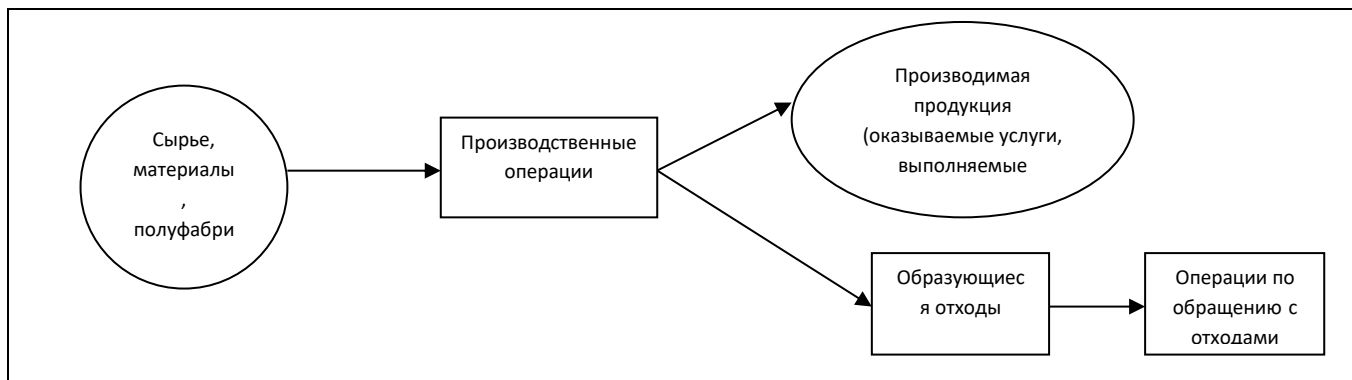 Сырье,
материалы
,
полуфабри
Производственные
операции
Производимая
продукция
(оказываемые услуги,
выполняемые
Образующиес
я отходы
Операции по
обращению с
отходами